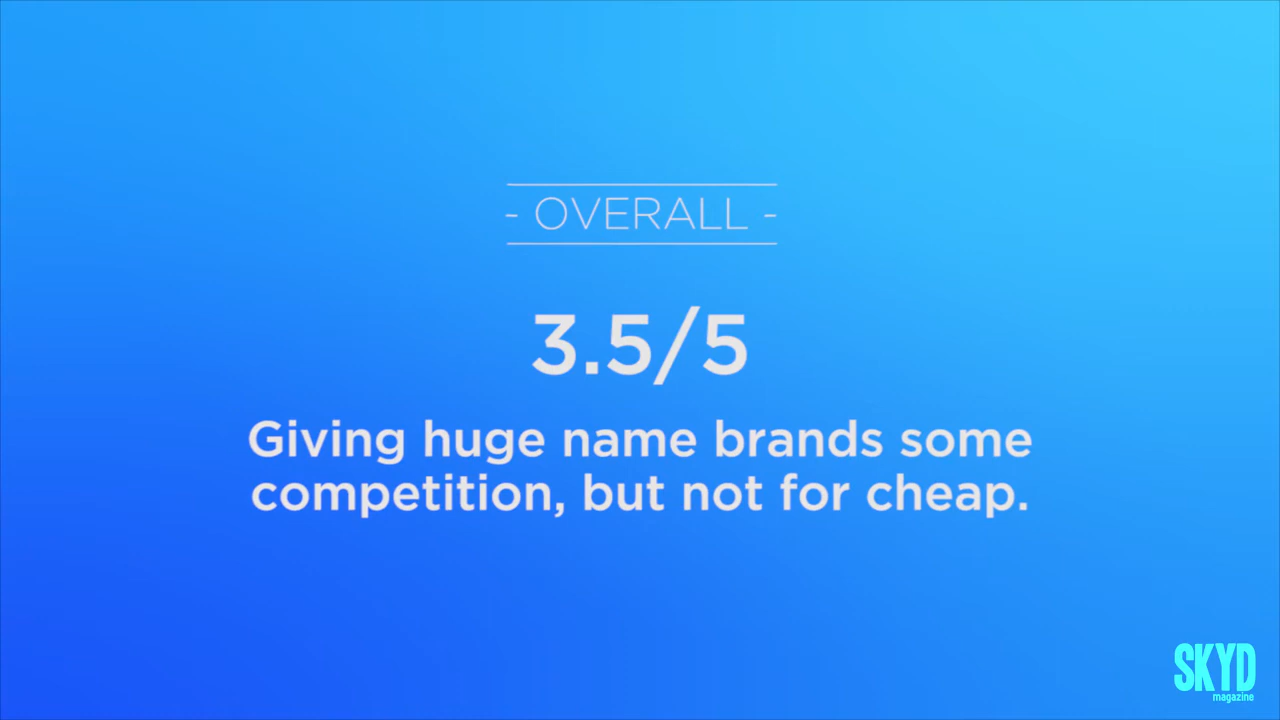 - OVERALL -
3.5/5
Giving huge name brands some
competition, but not for cheap.
SKYD
magazine